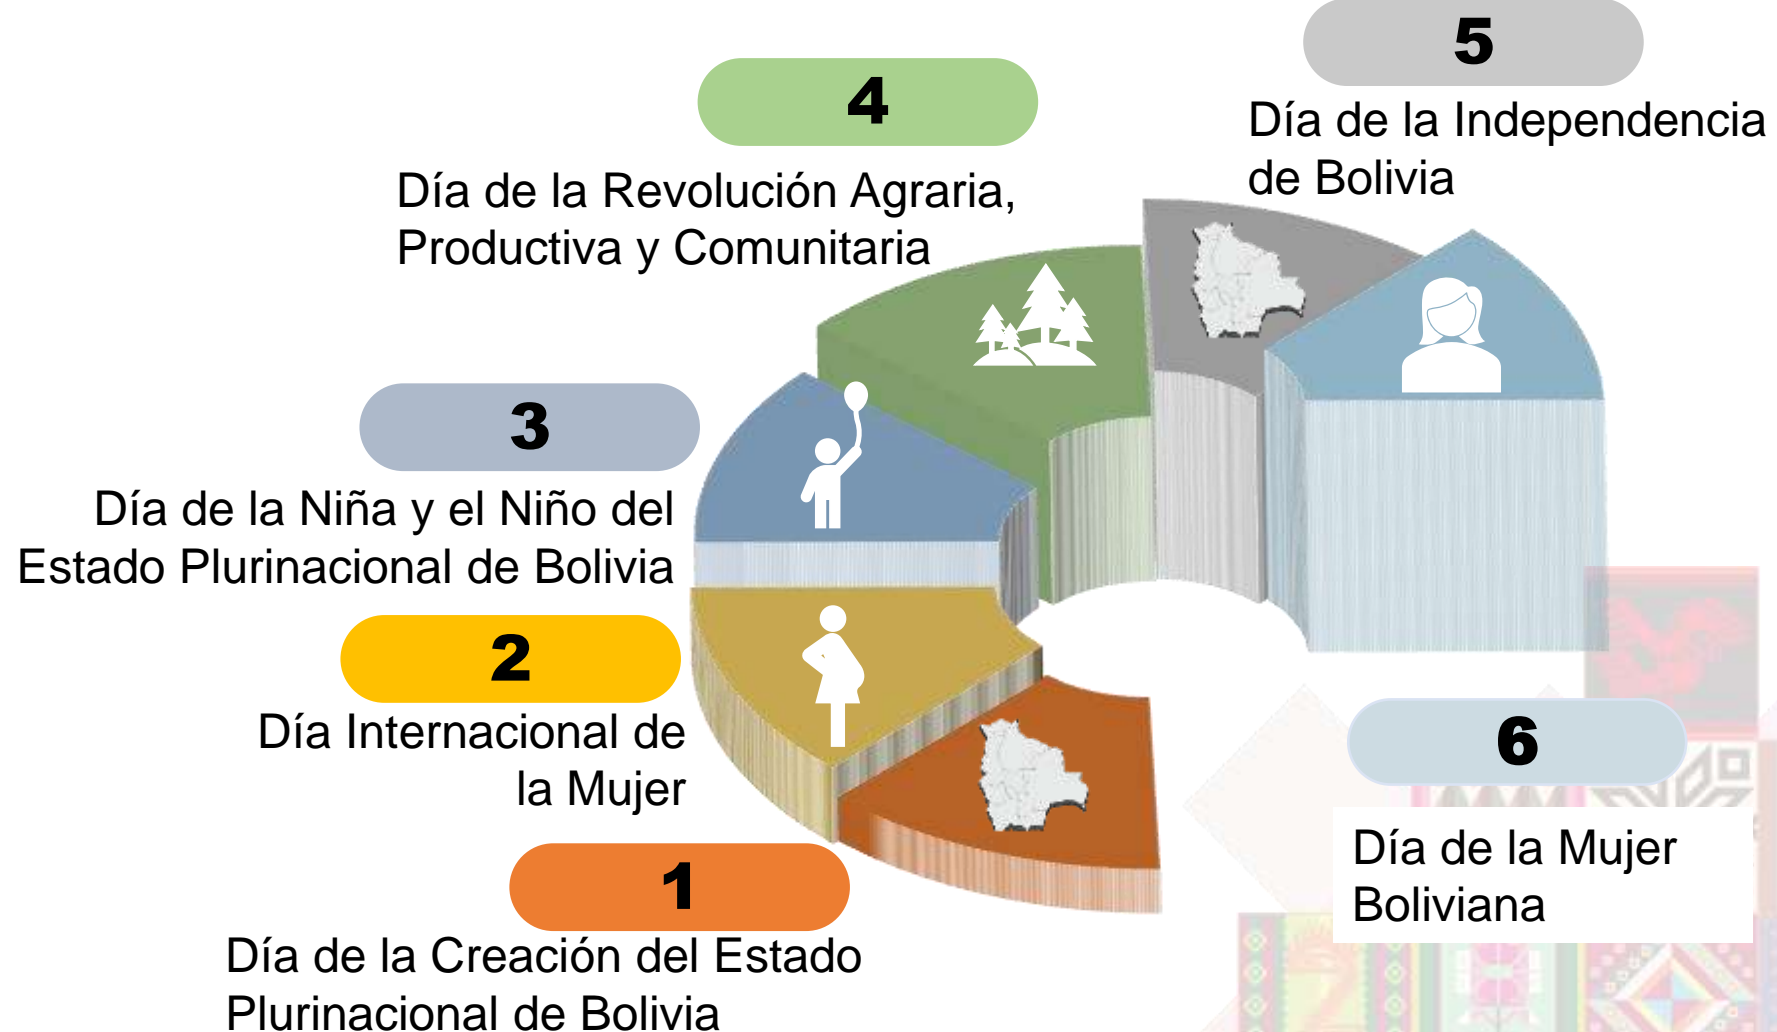 5
Día de la Independencia
de Bolivia
4
Día de la Revolución Agraria,
Productiva y Comunitaria
3
Día de la Niña y el Niño del
Estado Plurinacional de Bolivia
2
Día Internacional de
la Mujer
1
Día de la Creación del Estado
Plurinacional de Bolivia
6
Día de la Mujer
Boliviana